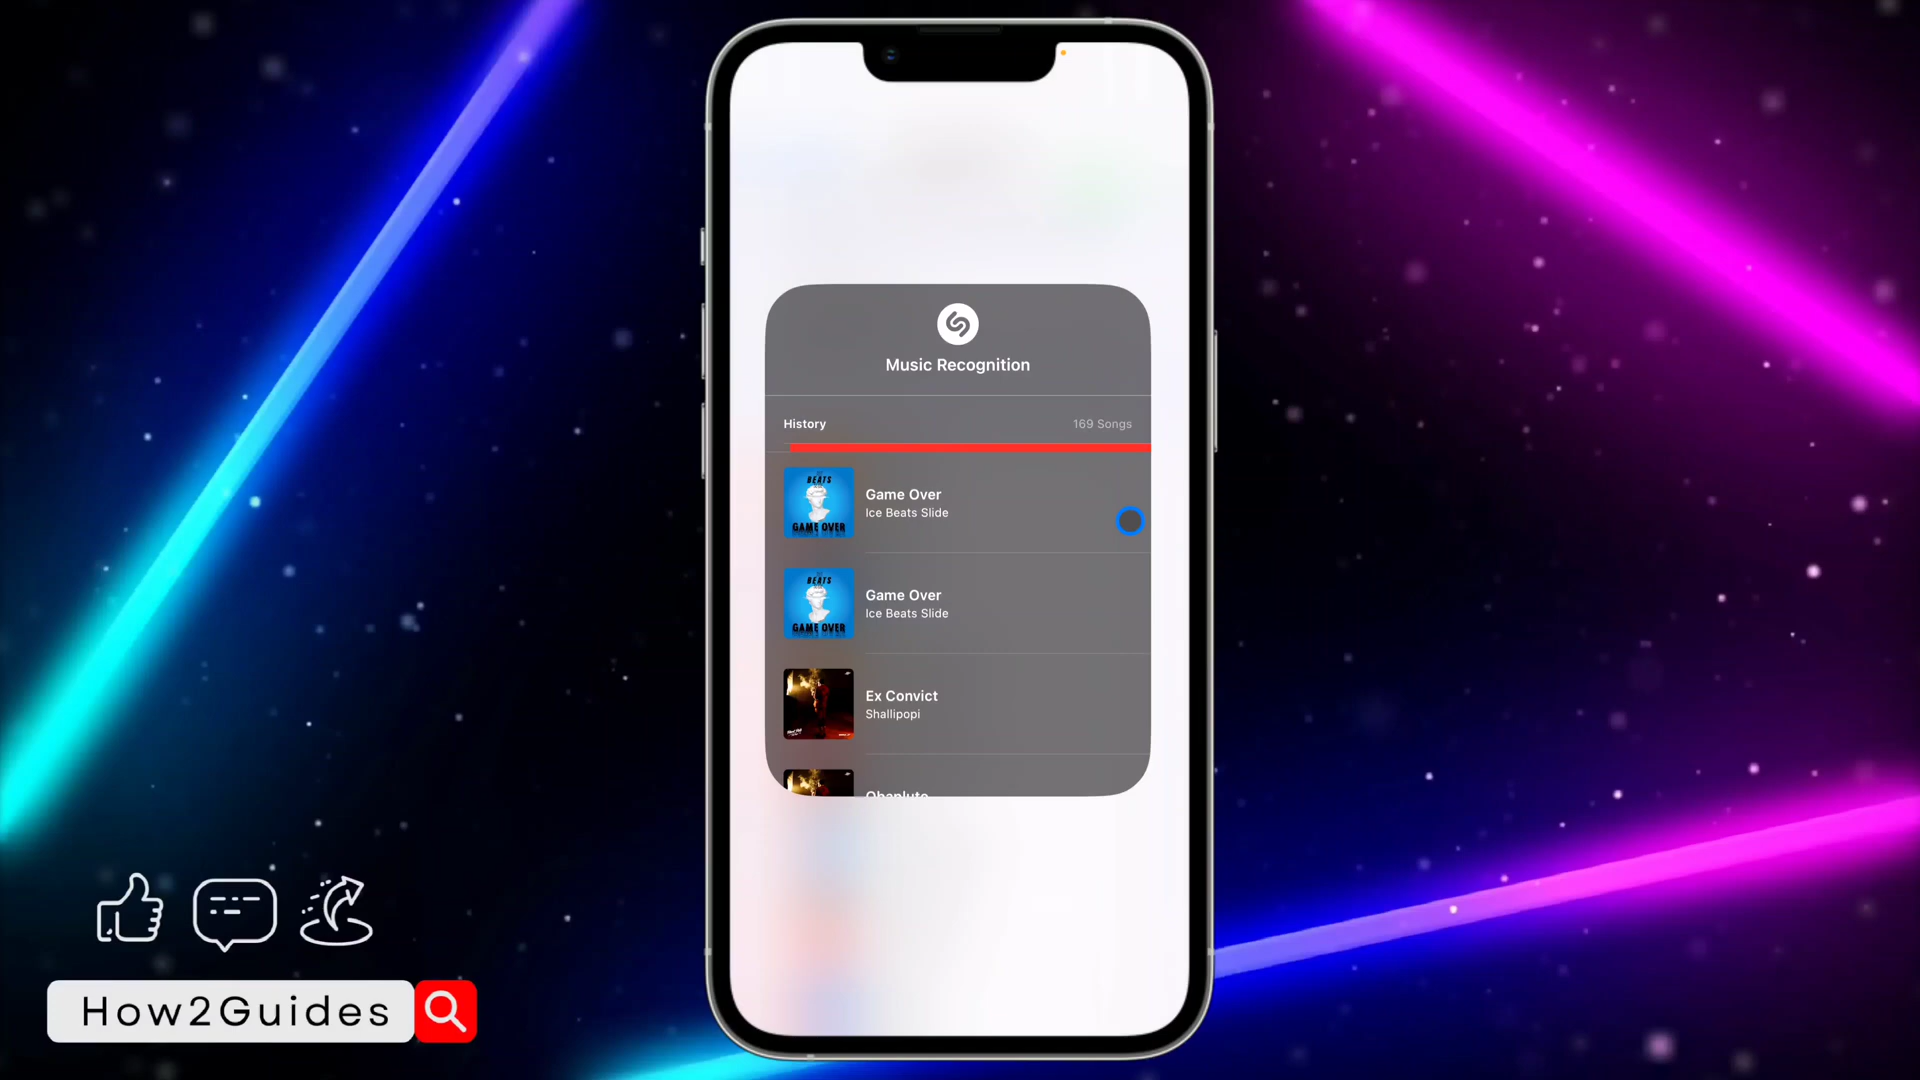 Music Recognition
History 169 Songs
BEATS
GAME OVER
Game Over
Ice Beats Slide
BEATS
GAME OVER
Game Over
Ice Beats Slide
Ex Convict
Shallipopi
Obapluto
How2Guides